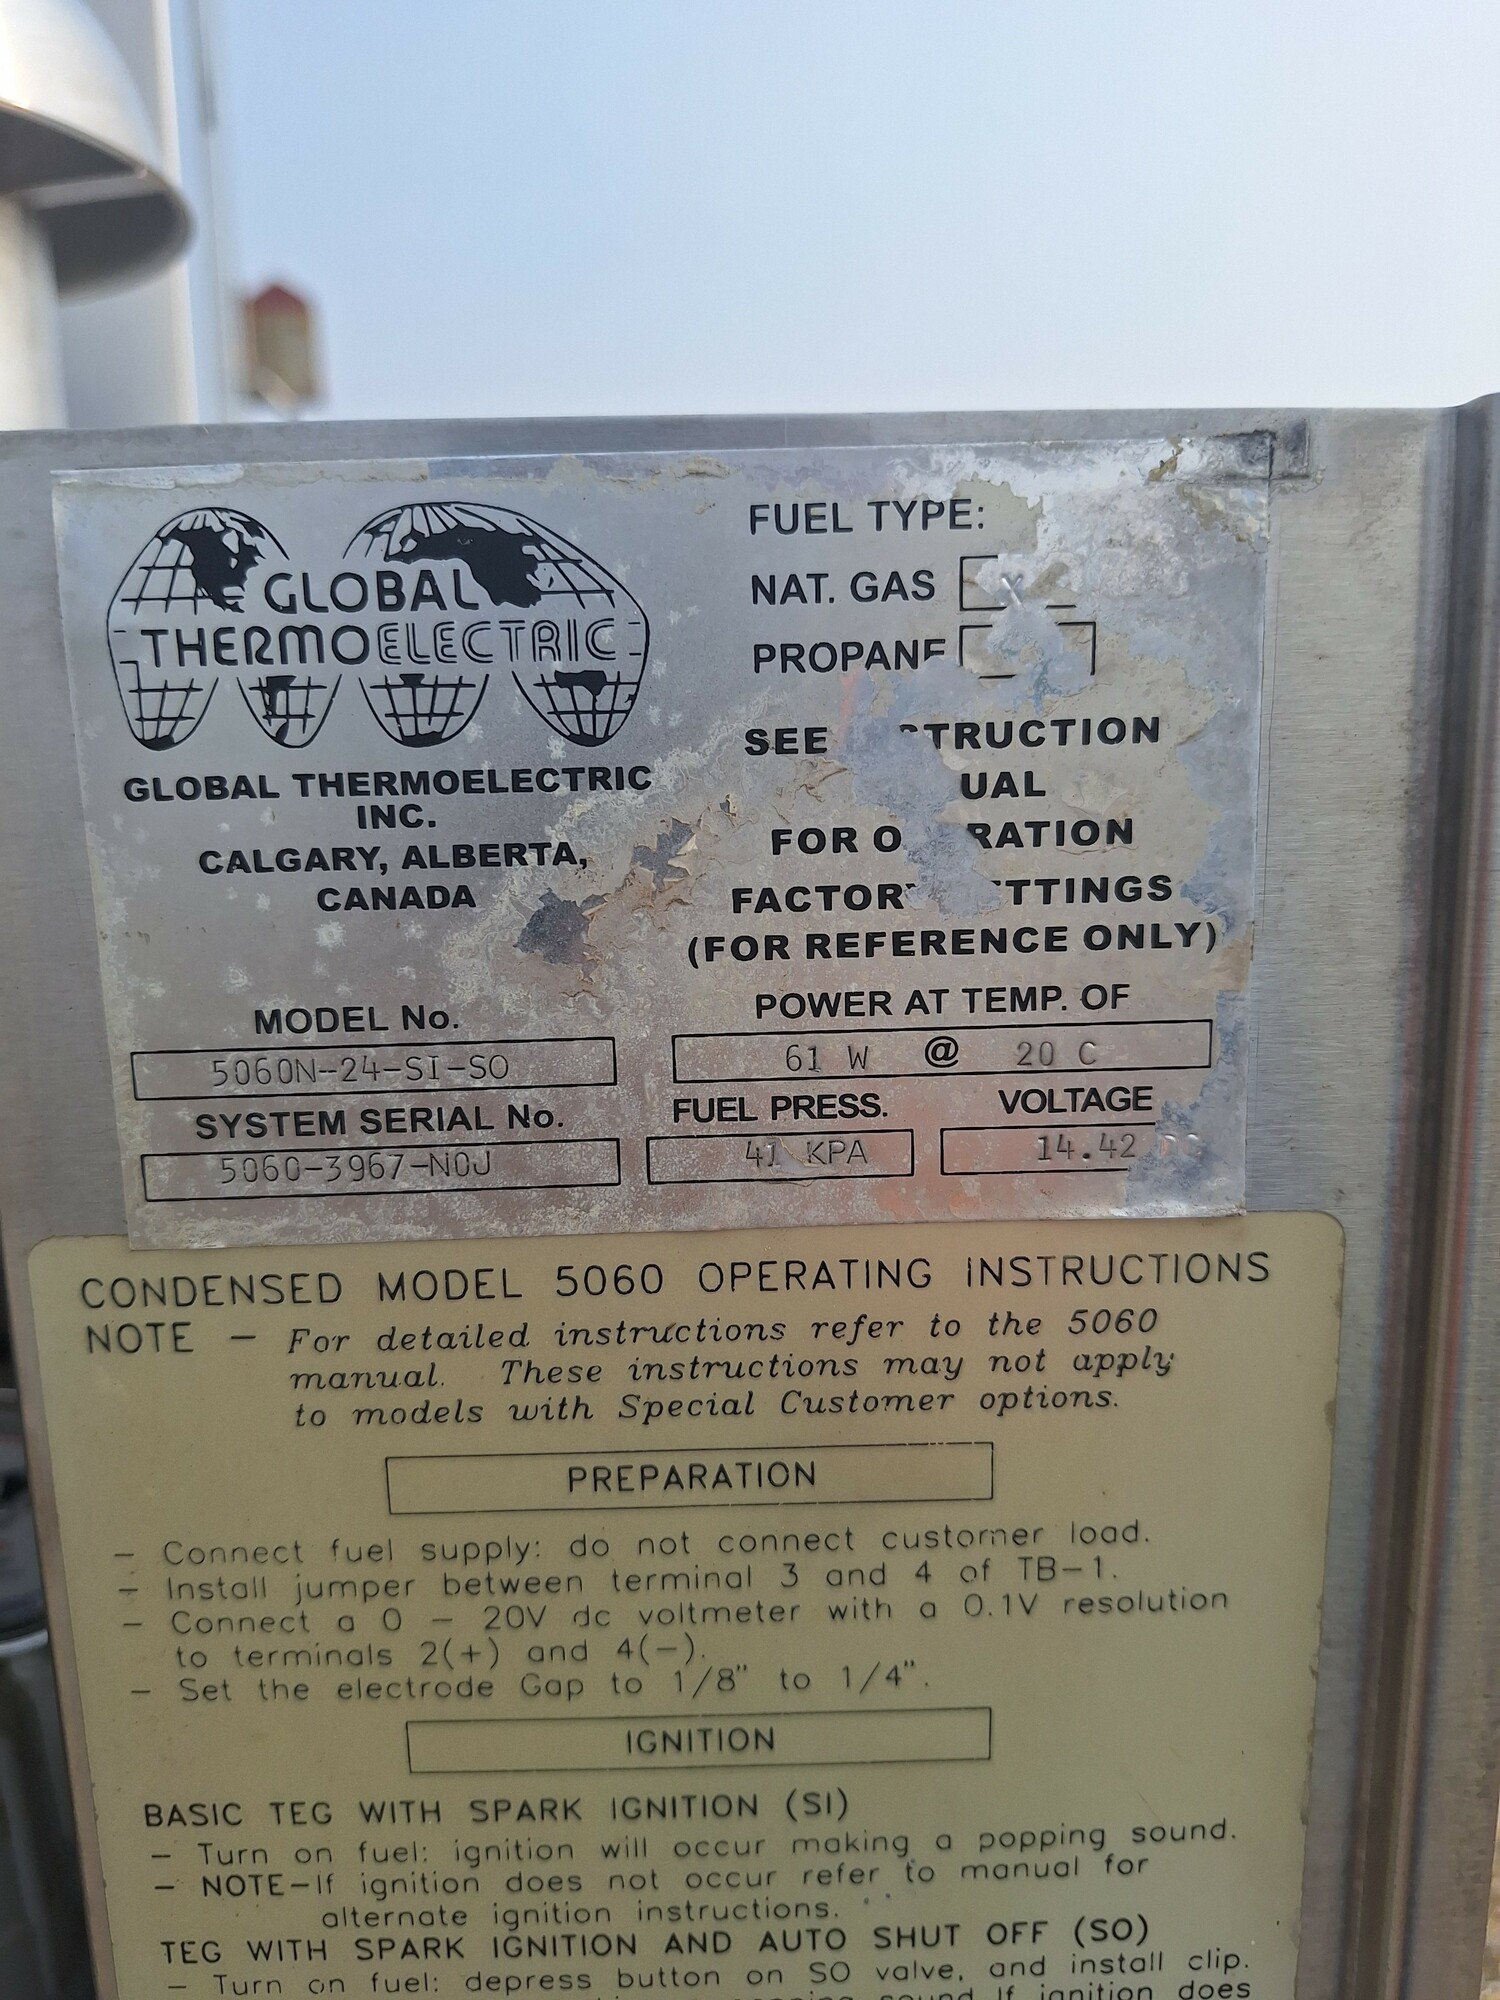 GLOBAL
THERMOELECTRIC
GLOBAL THERMOELECTRIC
INC.
CALGARY, ALBERTA,
CANADA
FUEL TYPE:
NAT. GAS X
PROPANE
SEE
FOR
FACTORY
(FOR REFERENCE ONLY)
MODEL No.
5060N-24-SI-SO
SYSTEM SERIAL No.
5060-3967-N0J
POWER AT TEMP. OF
61 W @ 20 C
FUEL PRESS.
41 KPA
VOLTAGE
14.42
CONDENSED MODEL 5060 OPERATING INSTRUCTIONS
NOTE - For detailed instructions refer to the 5060
manual. These instructions may not apply
to models with Special Customer options.
PREPARATION
- Connect fuel supply: do not connect customer load.
- Install jumper between terminal 3 and 4 of TB-1.
- Connect a 0 - 20V dc voltmeter with a 0.1V resolution
to terminals 2(+) and 4(-).
- Set the electrode Gap to 1/8" to 1/4".
IGNITION
BASIC TEG WITH SPARK IGNITION (SI)
- Turn on fuel: ignition will occur making a popping sound.
- NOTE-If ignition does not occur refer to manual for
alternate ignition instructions.
TEG WITH SPARK IGNITION AND AUTO SHUT OFF (SO)
- Turn on fuel: depress button on SO valve, and install clip.
popping sound. If ignition does